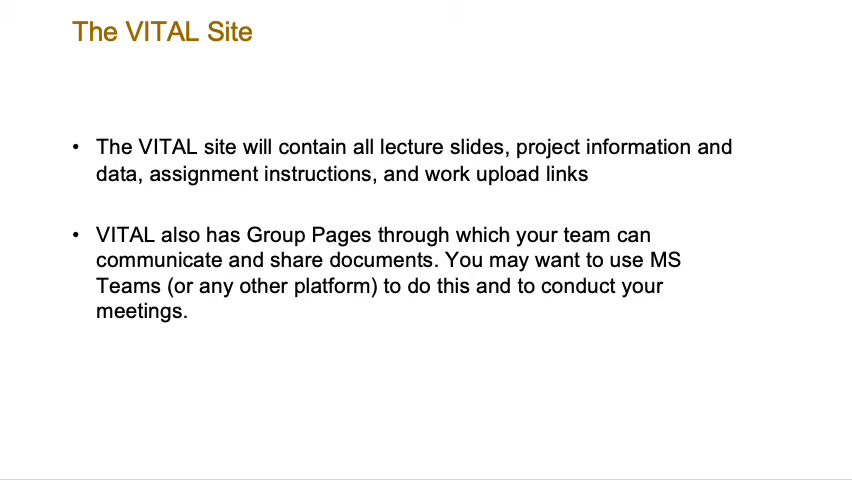 The VITAL Site
• The VITAL site will contain all lecture slides, project information and
data, assignment instructions, and work upload links
• VITAL also has Group Pages through which your team can
communicate and share documents. You may want to use MS
Teams (or any other platform) to do this and to conduct your
meetings.